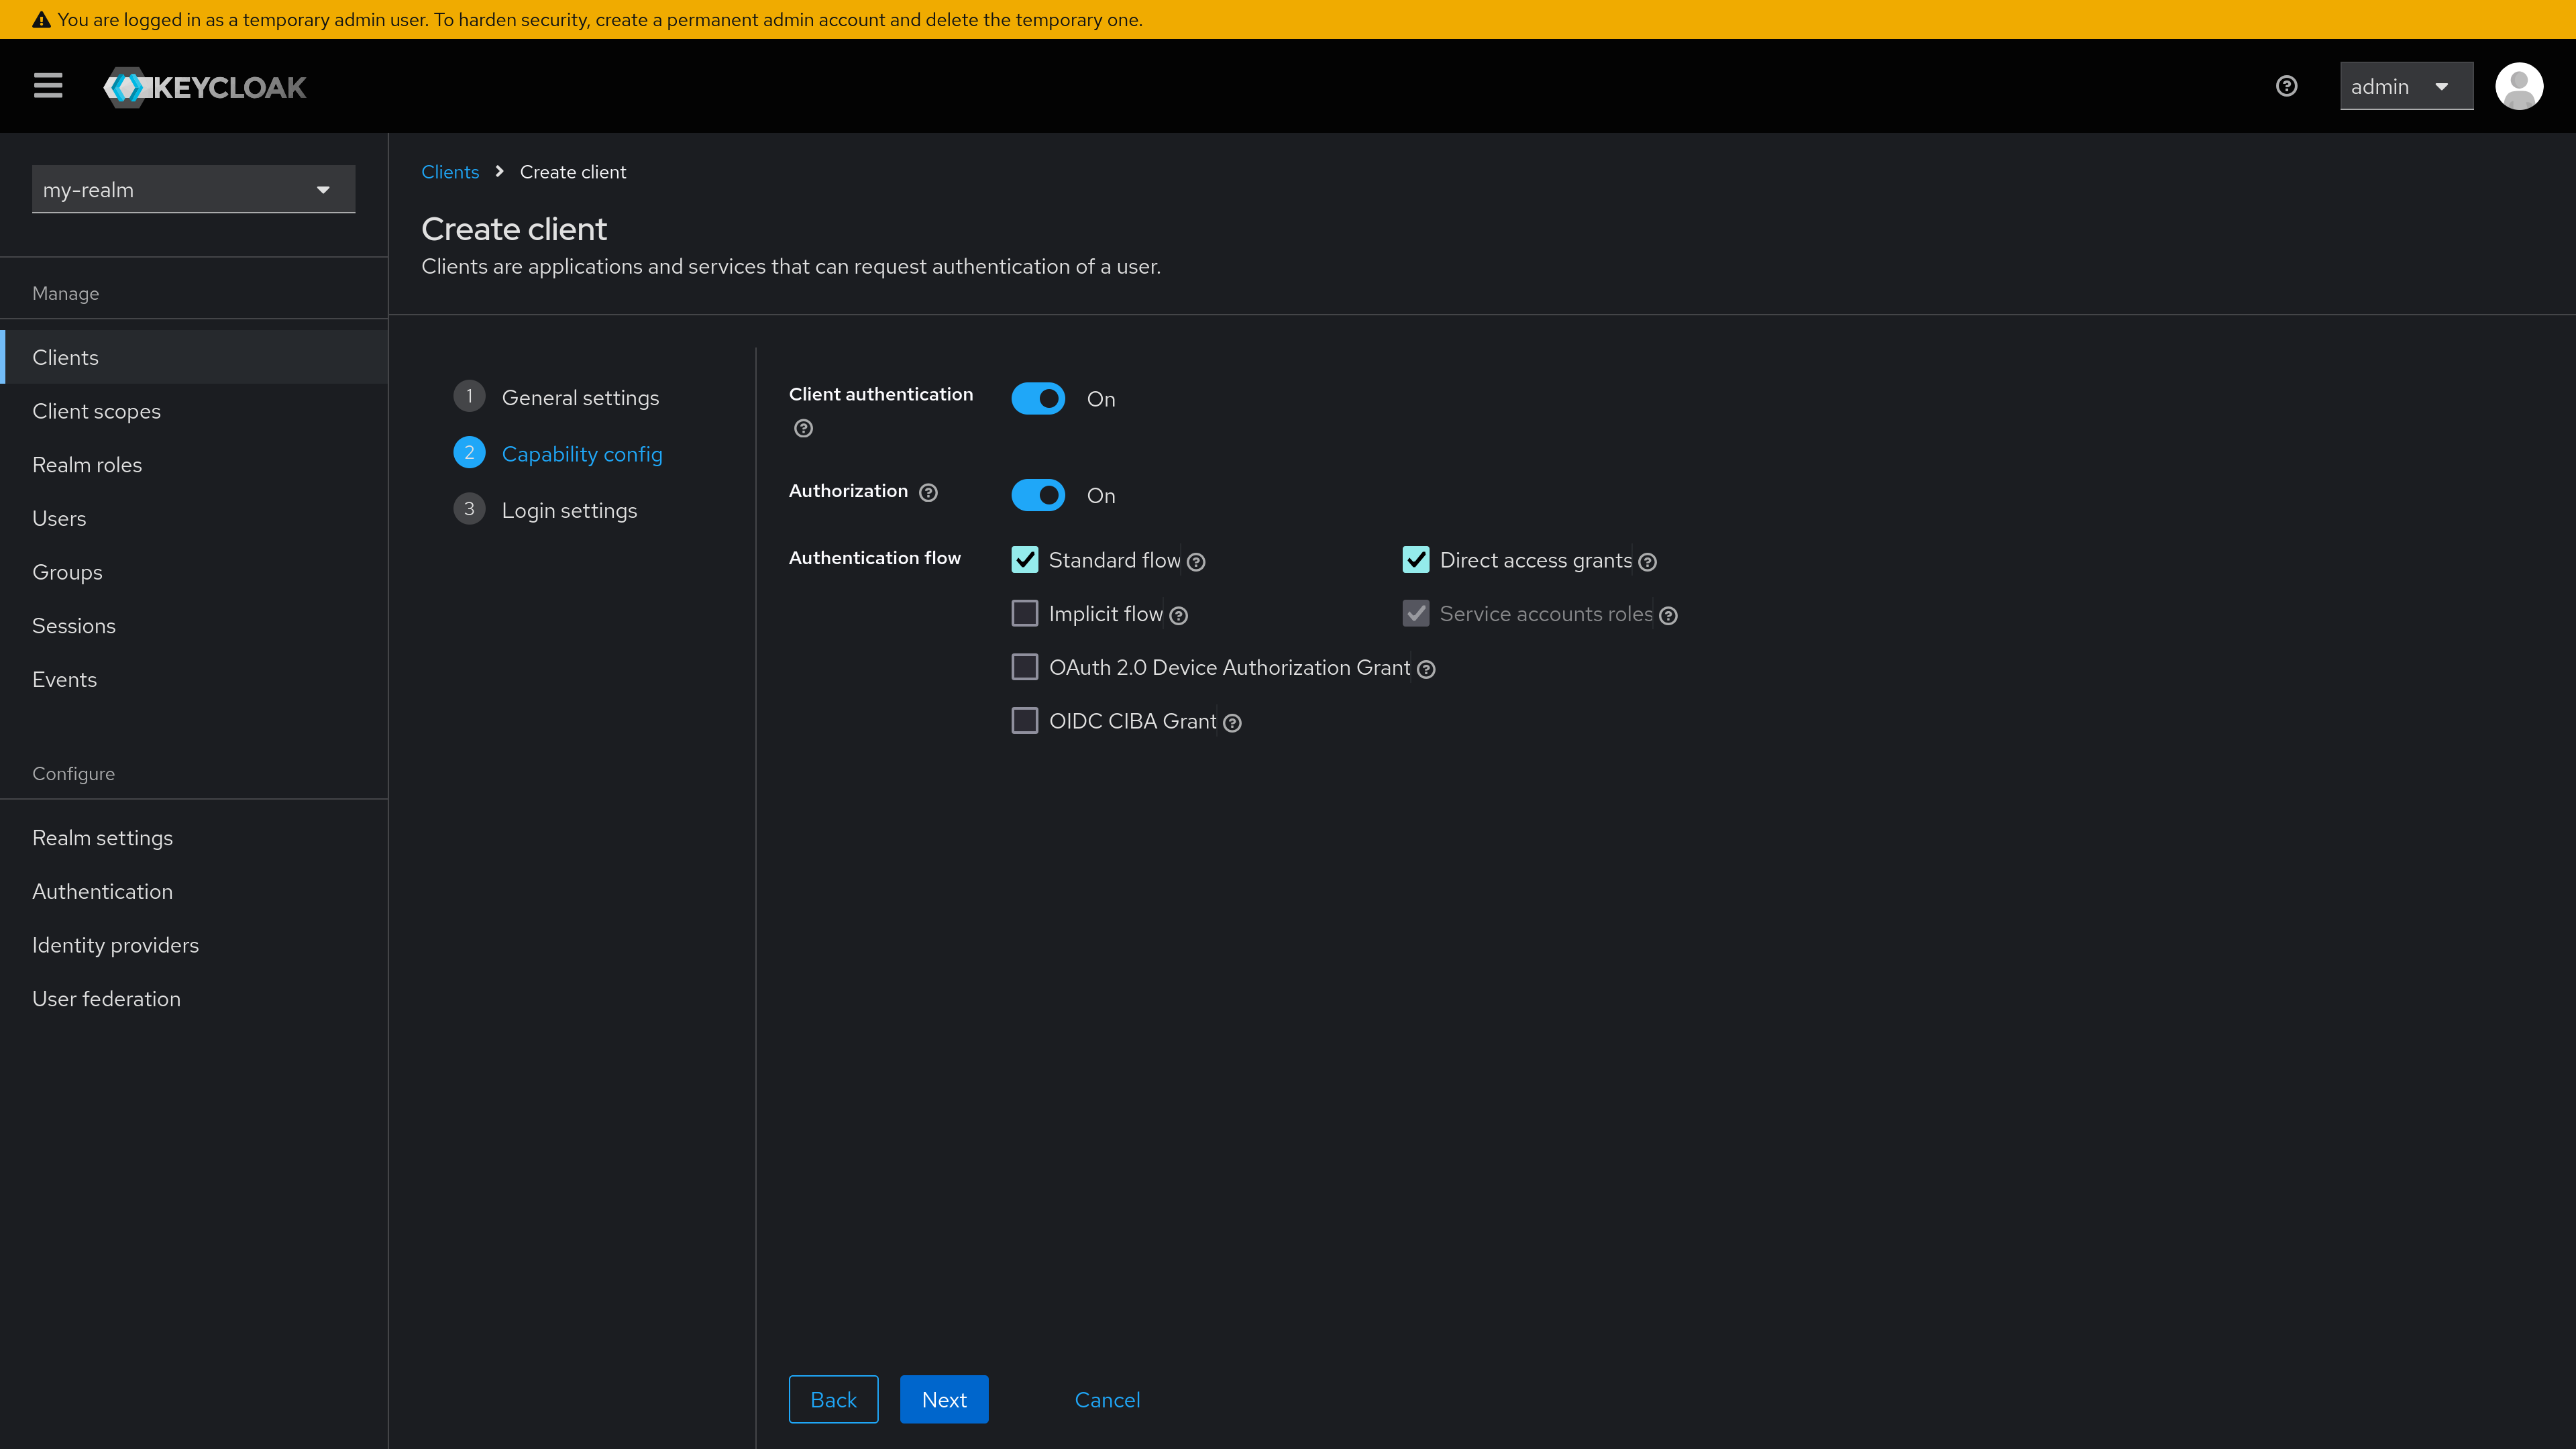 You are logged in as a temporary admin user. To harden security, create a permanent admin account and delete the temporary one.
KEYCLOAK
admin
my-realm
Manage
Clients
Client scopes
Realm roles
Users
Groups
Sessions
Events
Configure
Realm settings
Authentication
Identity providers
User federation
Clients Create client
Create client
Clients are applications and services that can request authentication of a user.
1 General settings
2 Capability config
3 Login settings
Client authentication On
Authorization On
Authentication flow
Standard flow Direct access grants
Implicit flow Service accounts roles
OAuth 2.0 Device Authorization Grant
OIDC CIBA Grant
Back Next Cancel